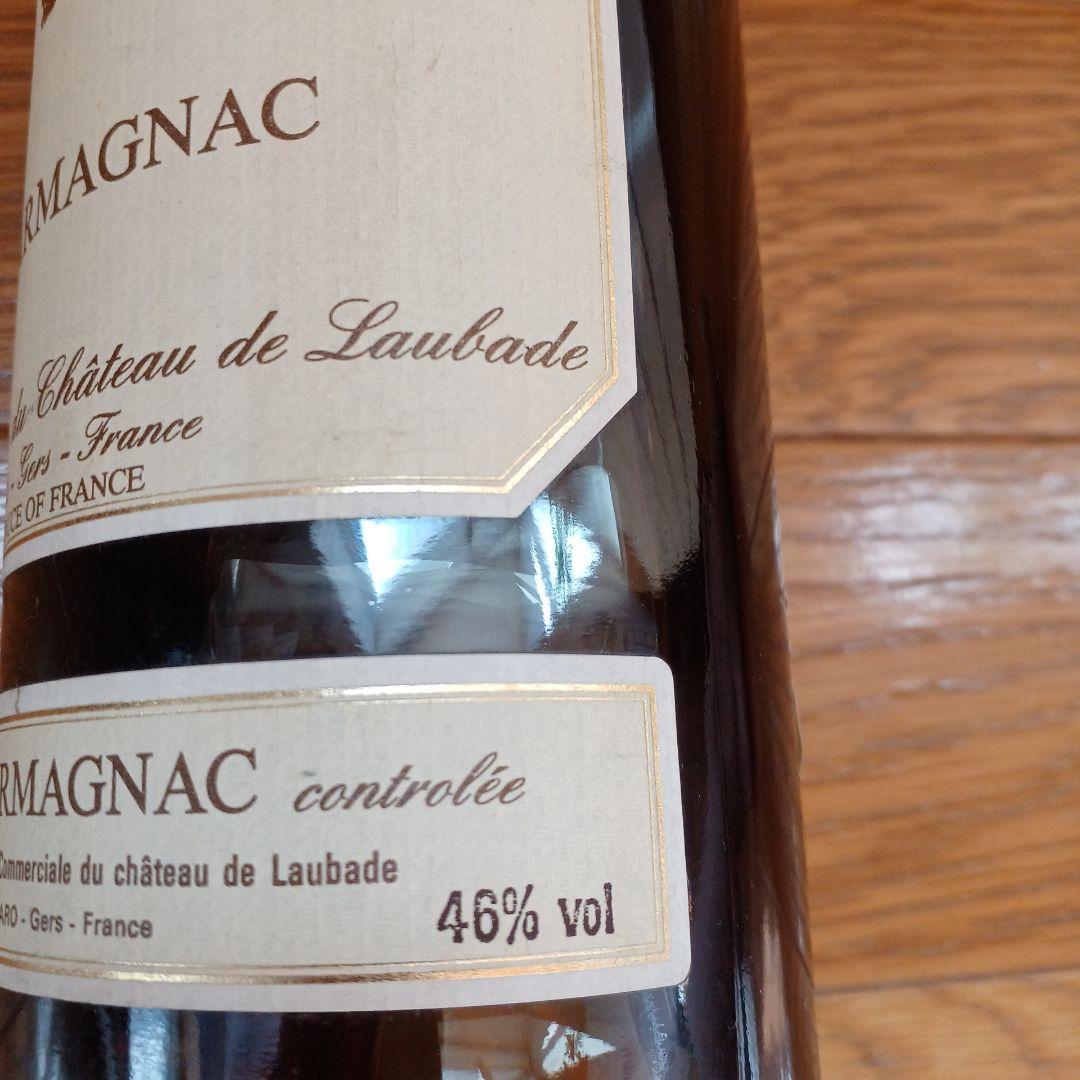 RMAGNAC
du Château de Laubade
Gers - France
CE OF FRANCE
RMAGNAC controlée
Commerciale du château de Laubade
ARO - Gers - France
46% vol